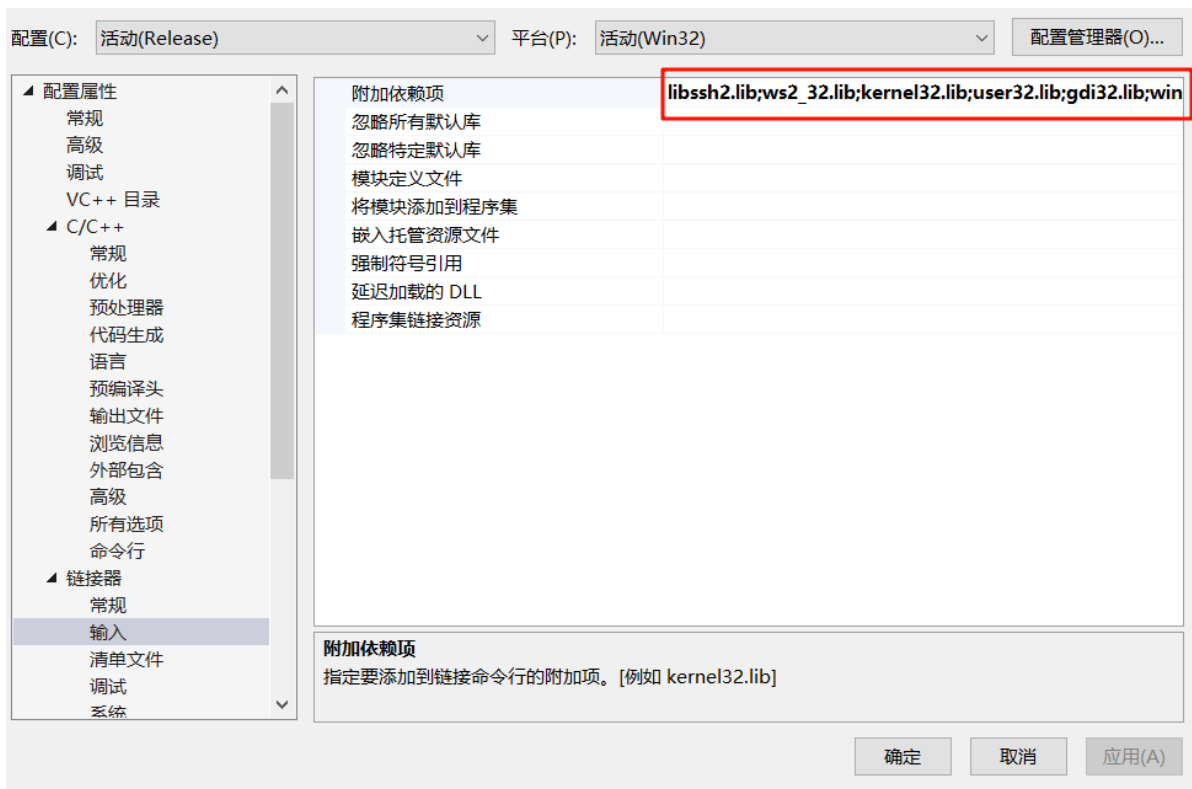 配置(C): 活动(Release) 平台(P): 活动(Win32) 配置管理器(O)...
配置属性
常规
高级
调试
VC++ 目录
C/C++
常规
优化
预处理器
代码生成
语言
预编译头
输出文件
浏览信息
外部包含
高级
所有选项
命令行
链接器
常规
输入
清单文件
调试
系统
附加依赖项 libssh2.lib;ws2_32.lib;kernel32.lib;user32.lib;gdi32.lib;win
忽略所有默认库
忽略特定默认库
模块定义文件
将模块添加到程序集
嵌入托管资源文件
强制符号引用
延迟加载的 DLL
程序集链接资源
附加依赖项
指定要添加到链接命令行的附加项。[例如 kernel32.lib]
确定 取消 应用(A)